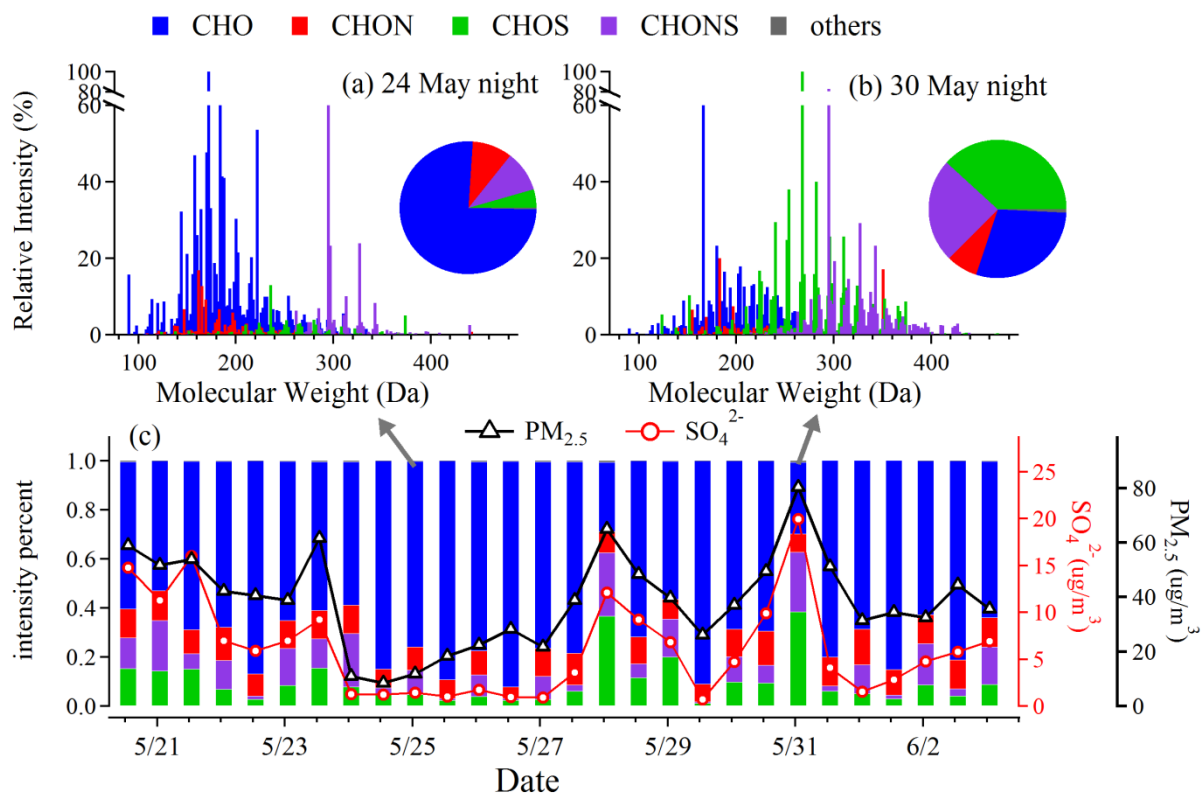 CHO CHON CHOS CHONS others
(a) 24 May night
100
80
60
40
20
0
Relative Intensity (%)
100 200 300 400
Molecular Weight (Da)
(b) 30 May night
100
80
60
40
20
0
100 200 300 400
Molecular Weight (Da)
(c)
PM2.5 SO4 2-
1.0
0.8
0.6
0.4
0.2
0.0
intensity percent
25
20
15
10
5
0
SO4 2- (ug/m3)
80
60
40
20
0
PM2.5 (ug/m3)
5/21 5/23 5/25 5/27 5/29 5/31 6/2
Date